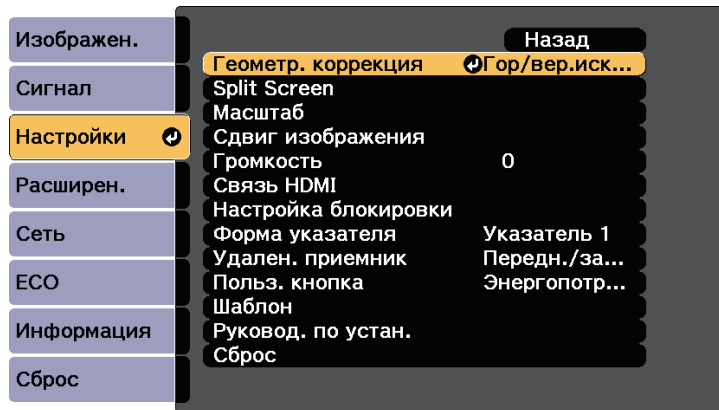 Изображен.
Сигнал
Настройки
Расширен.
Сеть
ECO
Информация
Сброс
Назад
Геометр. коррекция Гор/вер.иск...
Split Screen
Масштаб
Сдвиг изображения
Громкость 0
Связь HDMI
Настройка блокировки
Форма указателя Указатель 1
Удален. приемник Передн./за...
Польз. кнопка Энергопотр...
Шаблон
Руковод. по устан.
Сброс